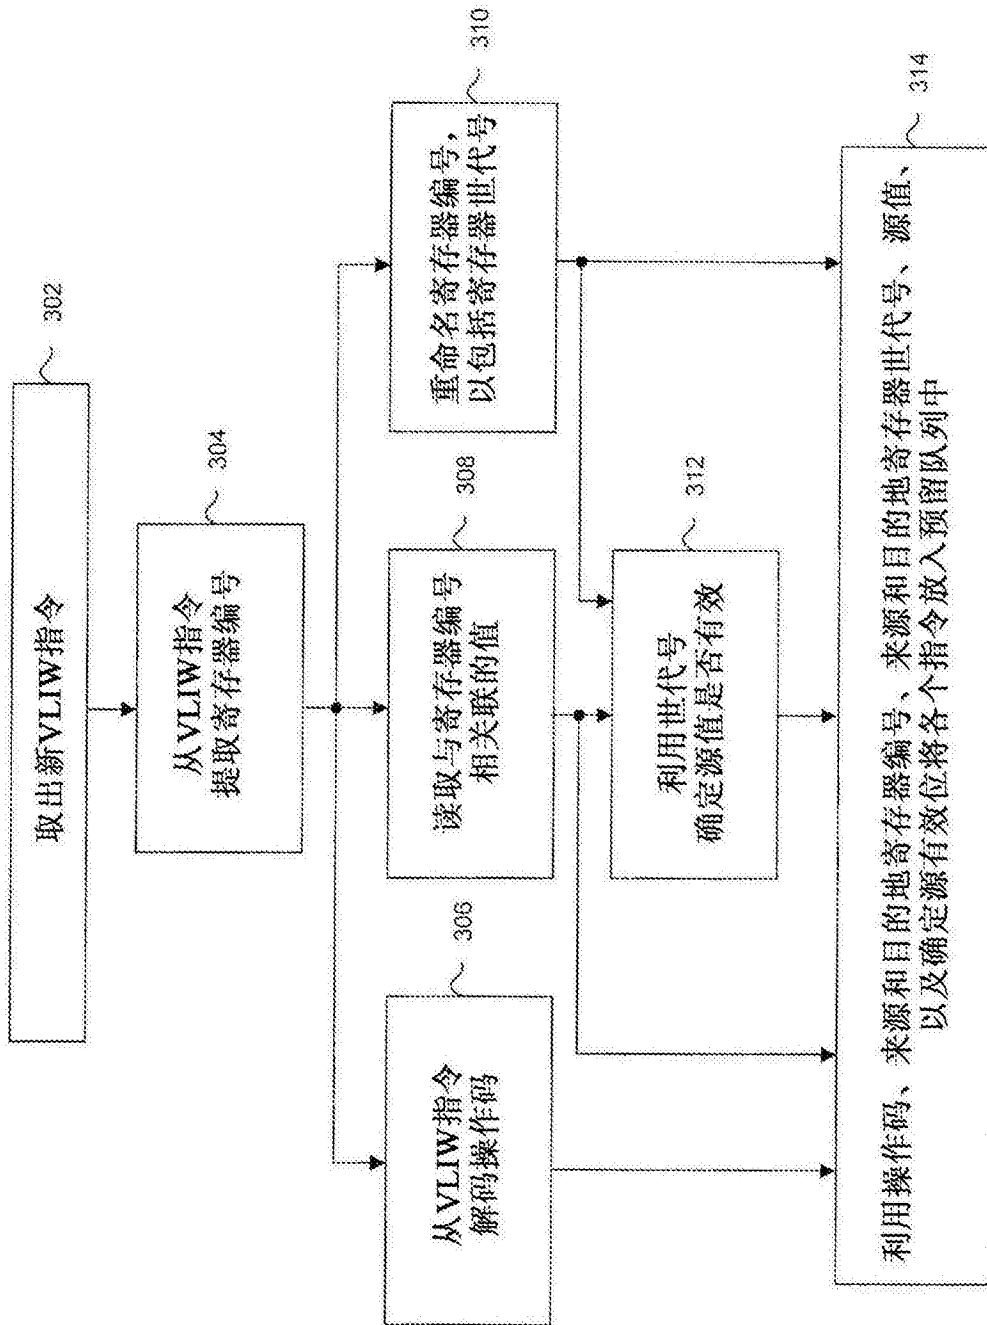 取出新VLIW指令
302
从VLIW指令
提取寄存器编号
304
从VLIW指令
解码操作码
306
读取与寄存器编号
相关联的值
308
重命名寄存器编号，
以包括寄存器世代号
310
利用世代号
确定源值是否有效
312
利用操作码、来源和目的地寄存器编号、来源和目的地寄存器世代号、源值、
以及确定源有效位将各个指令放入预留队列中
314